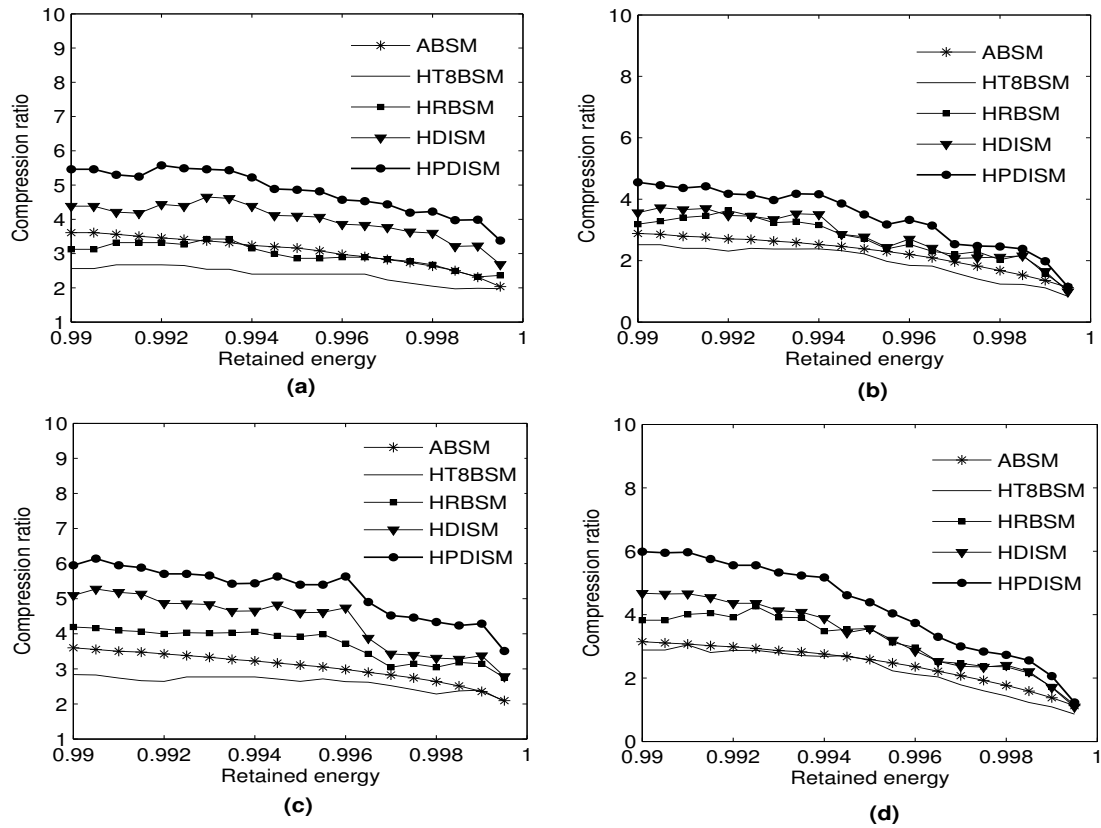 10
9
8
7
6
5
4
3
2
1
Compression ratio
ABSM
HT8BSM
HRBSM
HDISM
HPDISM
0.99 0.992 0.994 0.996 0.998 1
Retained energy
(a)
10
8
6
4
2
0
Compression ratio
ABSM
HT8BSM
HRBSM
HDISM
HPDISM
0.99 0.992 0.994 0.996 0.998 1
Retained energy
(b)
10
9
8
7
6
5
4
3
2
1
Compression ratio
ABSM
HT8BSM
HRBSM
HDISM
HPDISM
0.99 0.992 0.994 0.996 0.998 1
Retained energy
(c)
10
8
6
4
2
0
Compression ratio
ABSM
HT8BSM
HRBSM
HDISM
HPDISM
0.99 0.992 0.994 0.996 0.998 1
Retained energy
(d)